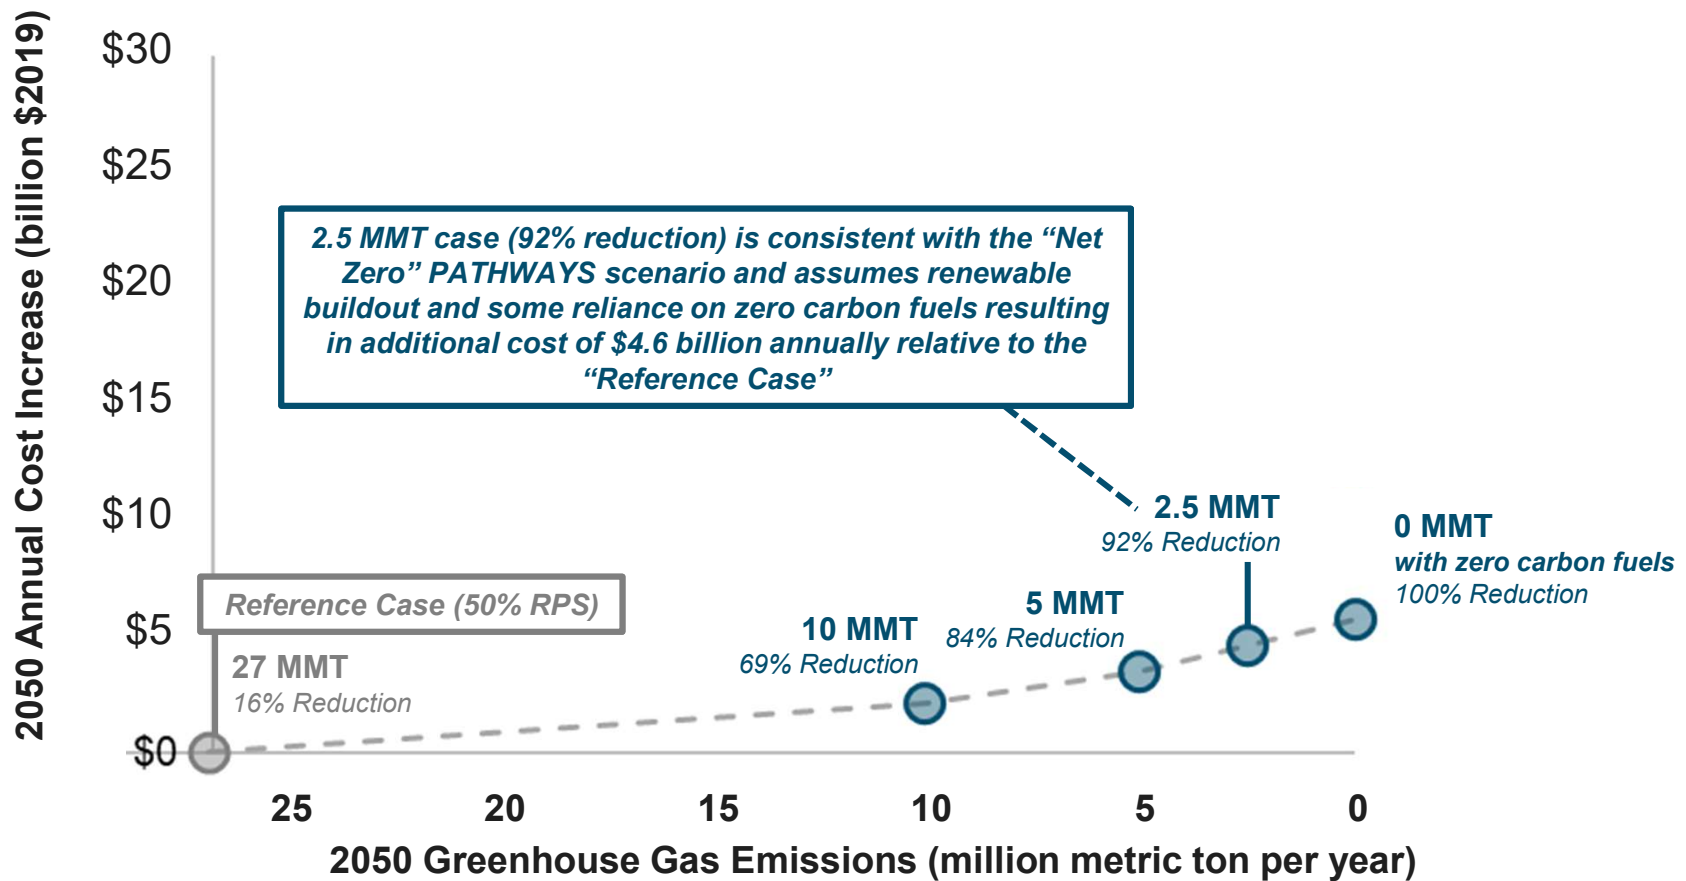 2050 Annual Cost Increase (billion $2019)
$30
$25
$20
$15
$10
$5
$0
2.5 MMT case (92% reduction) is consistent with the “Net
Zero” PATHWAYS scenario and assumes renewable
buildout and some reliance on zero carbon fuels resulting
in additional cost of $4.6 billion annually relative to the
“Reference Case”
Reference Case (50% RPS)
27 MMT
16% Reduction
10 MMT
69% Reduction
5 MMT
84% Reduction
2.5 MMT
92% Reduction
0 MMT
with zero carbon fuels
100% Reduction
25 20 15 10 5 0
2050 Greenhouse Gas Emissions (million metric ton per year)